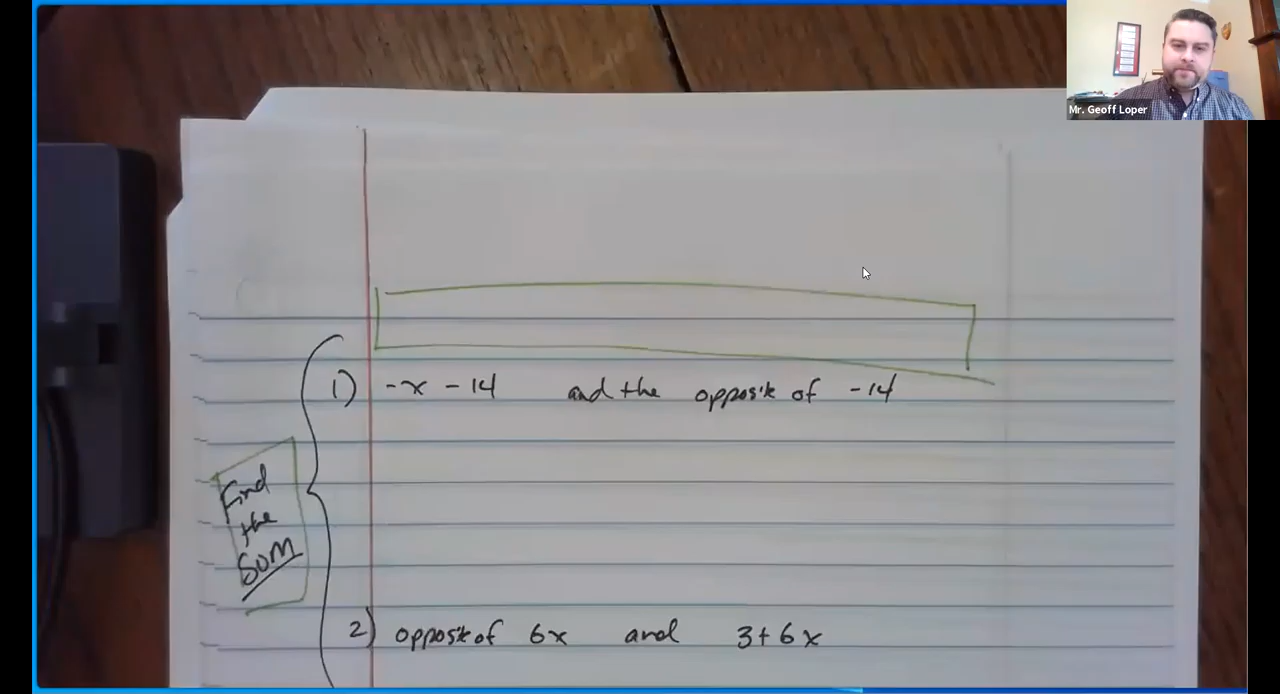 Mr. Geoff Loper
1) -x - 14 and the opposite of -14
Find
the
SUM
2) opposite of 6x and 3+6x